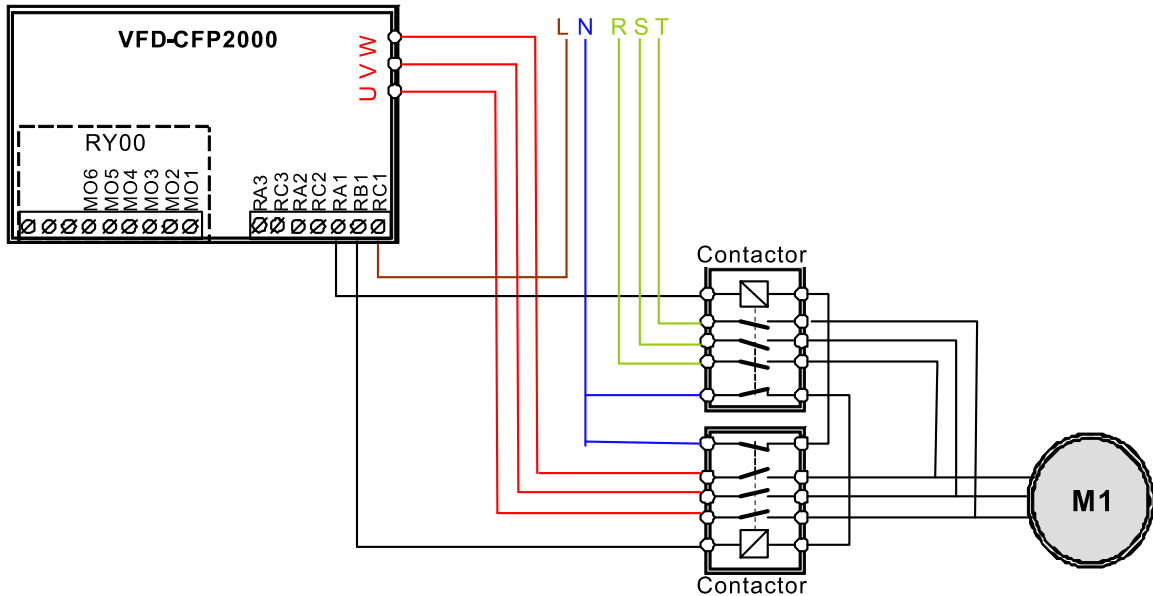 VFD-CFP2000
U V W
L N R S T
RY00
MO6
MO5
MO4
MO3
MO2
MO1
RA3
RC3
RA2
RC2
RA1
RB1
RC1
Contactor
M1
Contactor